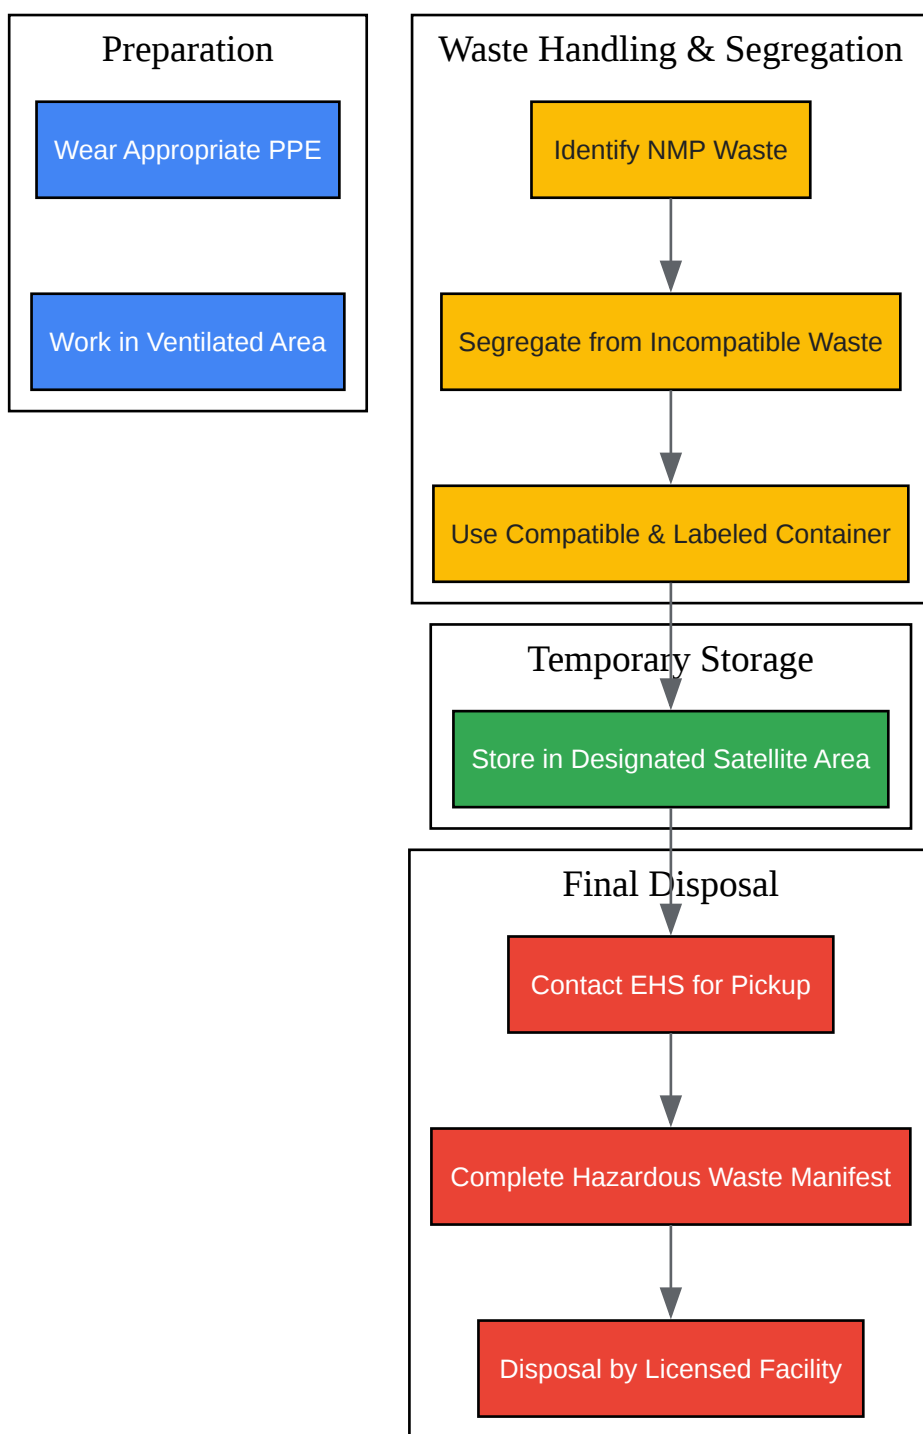 Preparation
Wear Appropriate PPE
Work in Ventilated Area
Waste Handling & Segregation
Identify NMP Waste
Segregate from Incompatible Waste
Use Compatible & Labeled Container
Temporary Storage
Store in Designated Satellite Area
Final Disposal
Contact EHS for Pickup
Complete Hazardous Waste Manifest
Disposal by Licensed Facility